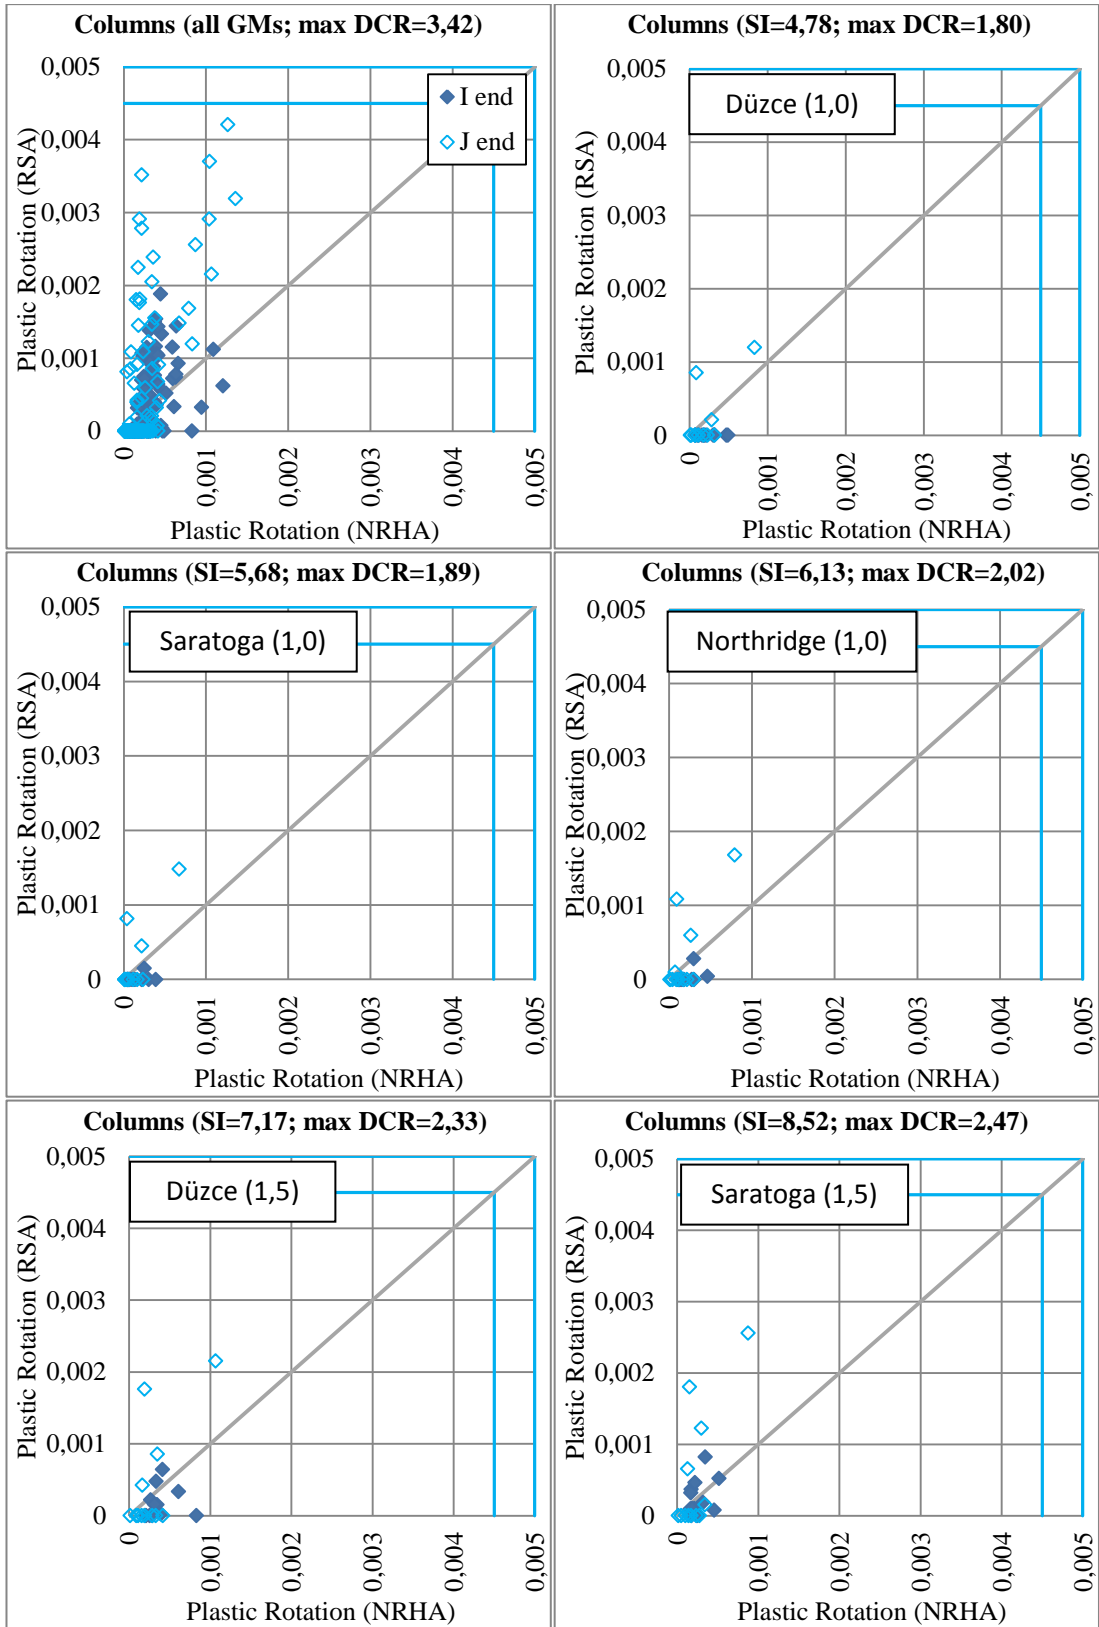 Columns (all GMs; max DCR=3,42)
0,005
0,004
0,003
0,002
0,001
0
Plastic Rotation (RSA)
I end
J end
0
0,001
0,002
0,003
0,004
0,005
Plastic Rotation (NRHA)
Columns (SI=4,78; max DCR=1,80)
Düzce (1,0)
0,005
0,004
0,003
0,002
0,001
0
Plastic Rotation (RSA)
0
0,001
0,002
0,003
0,004
0,005
Plastic Rotation (NRHA)
Columns (SI=5,68; max DCR=1,89)
Saratoga (1,0)
0,005
0,004
0,003
0,002
0,001
0
Plastic Rotation (RSA)
0
0,001
0,002
0,003
0,004
0,005
Plastic Rotation (NRHA)
Columns (SI=6,13; max DCR=2,02)
Northridge (1,0)
0,005
0,004
0,003
0,002
0,001
0
Plastic Rotation (RSA)
0
0,001
0,002
0,003
0,004
0,005
Plastic Rotation (NRHA)
Columns (SI=7,17; max DCR=2,33)
Düzce (1,5)
0,005
0,004
0,003
0,002
0,001
0
Plastic Rotation (RSA)
0
0,001
0,002
0,003
0,004
0,005
Plastic Rotation (NRHA)
Columns (SI=8,52; max DCR=2,47)
Saratoga (1,5)
0,005
0,004
0,003
0,002
0,001
0
Plastic Rotation (RSA)
0
0,001
0,002
0,003
0,004
0,005
Plastic Rotation (NRHA)